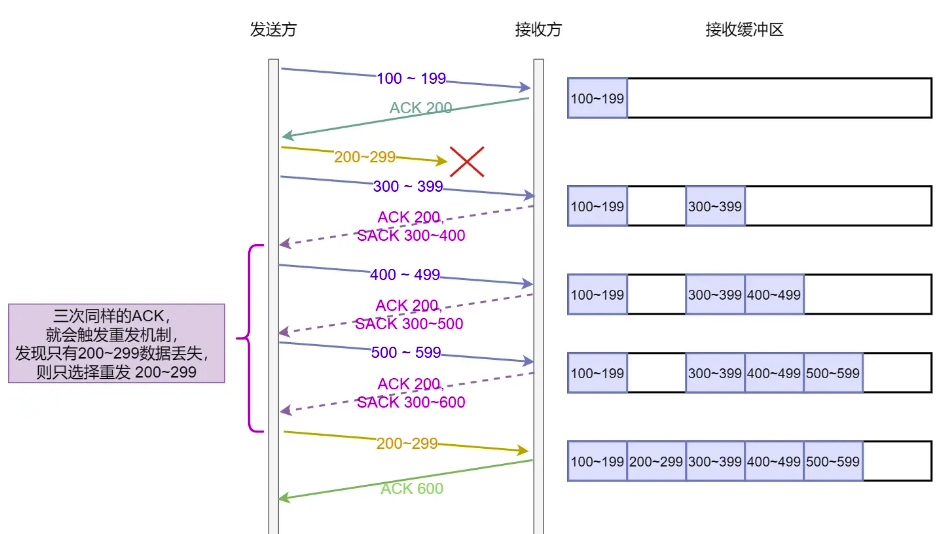 发送方 接收方 接收缓冲区
100 ~ 199
100~199
ACK 200
200~299
300 ~ 399
100~199 300~399
ACK 200,
SACK 300~400
400 ~ 499
100~199 300~399 400~499
ACK 200,
SACK 300~500
三次同样的ACK,
就会触发重发机制,
发现只有200~299数据丢失,
则只选择重发 200~299
500 ~ 599
100~199 300~399 400~499 500~599
ACK 200,
SACK 300~600
200~299
100~199 200~299 300~399 400~499 500~599
ACK 600